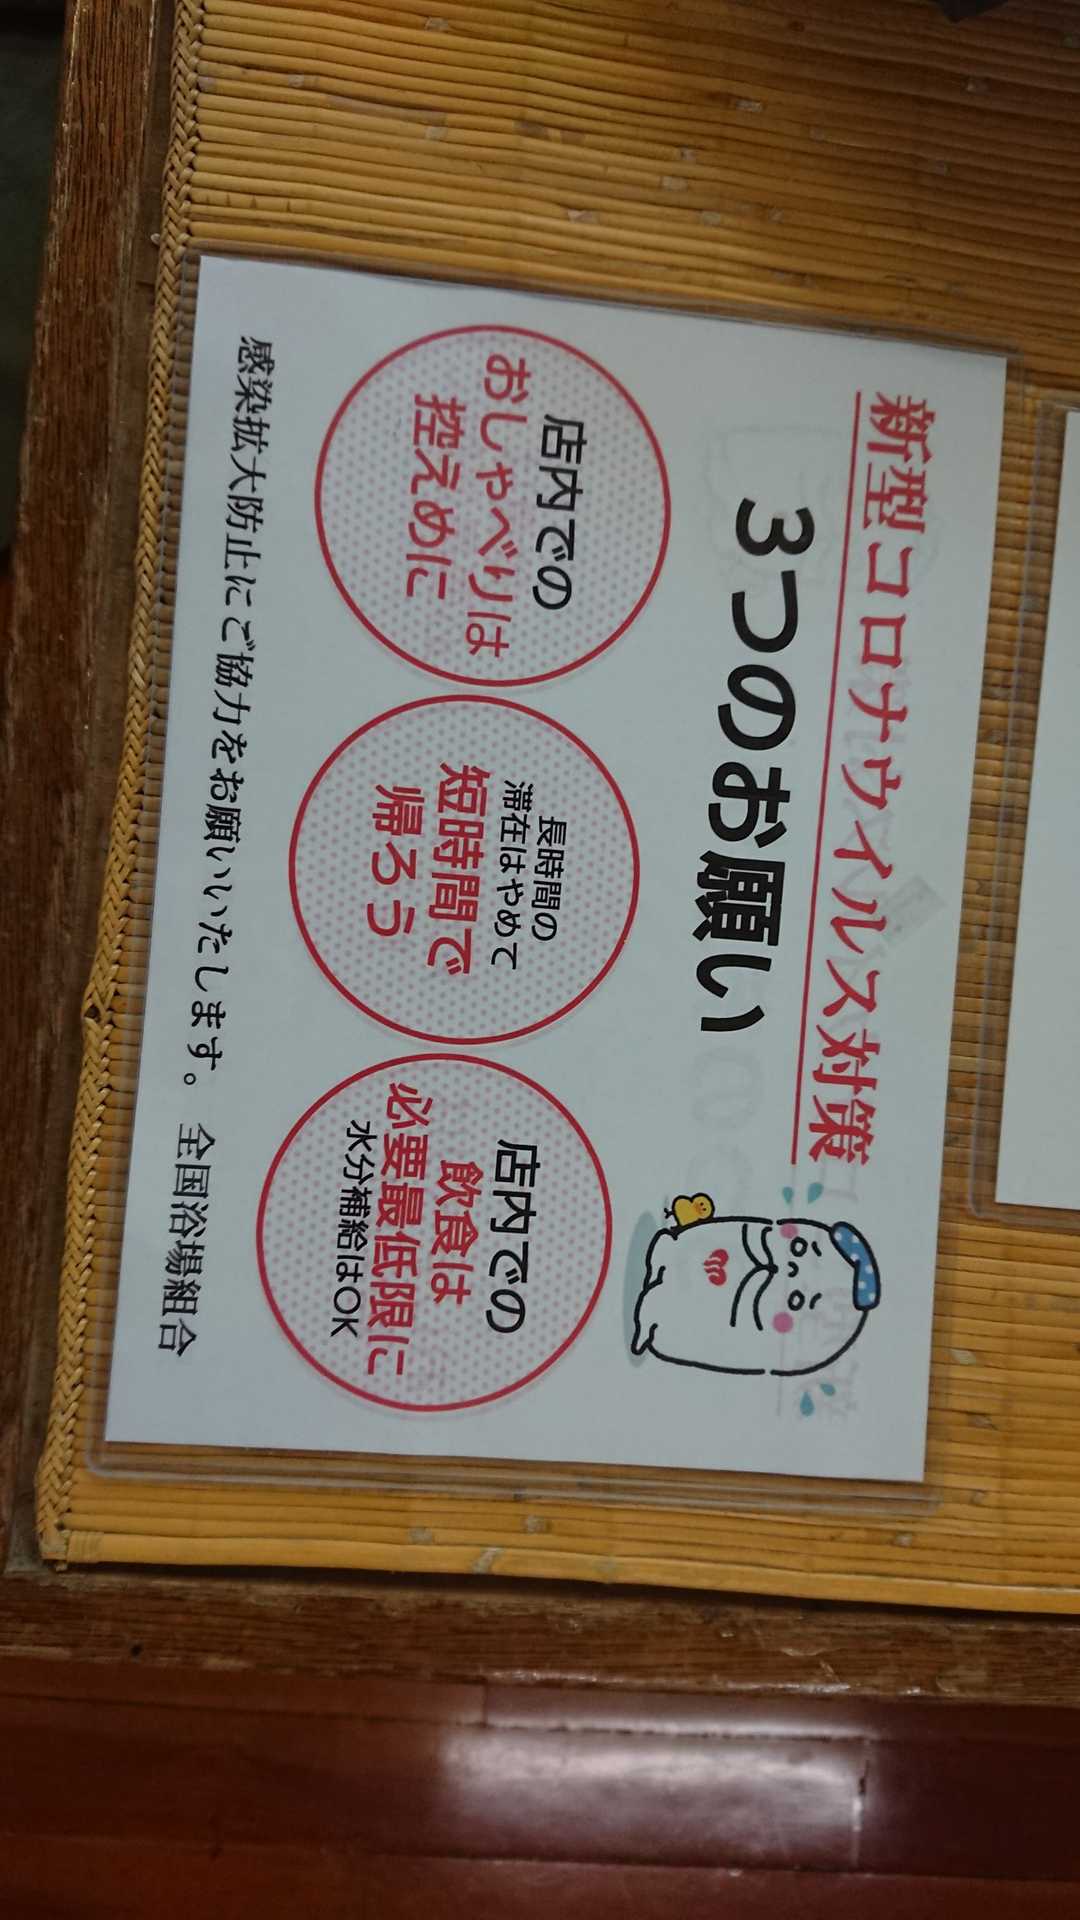 新型コロナウィルス対策
3つのお願い
店内での
おしゃべりは
控えめに
長時間の
滞在はやめて
短時間で
帰ろう
店内での
飲食は
必要最低限に
水分補給はOK
感染拡大防止にご協力をお願いいたします。 全国浴場組合